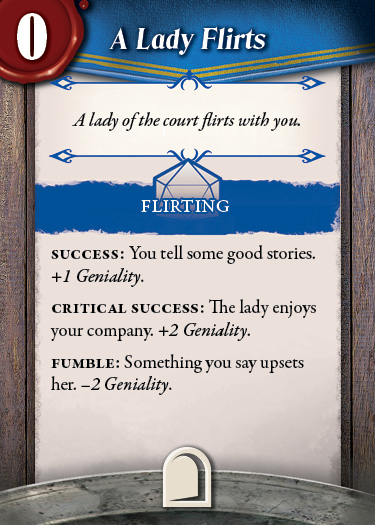 0
A Lady Flirts
A lady of the court flirts with you.
FLIRTING
SUCCESS: You tell some good stories.
+1 Geniality.
CRITICAL SUCCESS: The lady enjoys
your company. +2 Geniality.
FUMBLE: Something you say upsets
her. –2 Geniality.